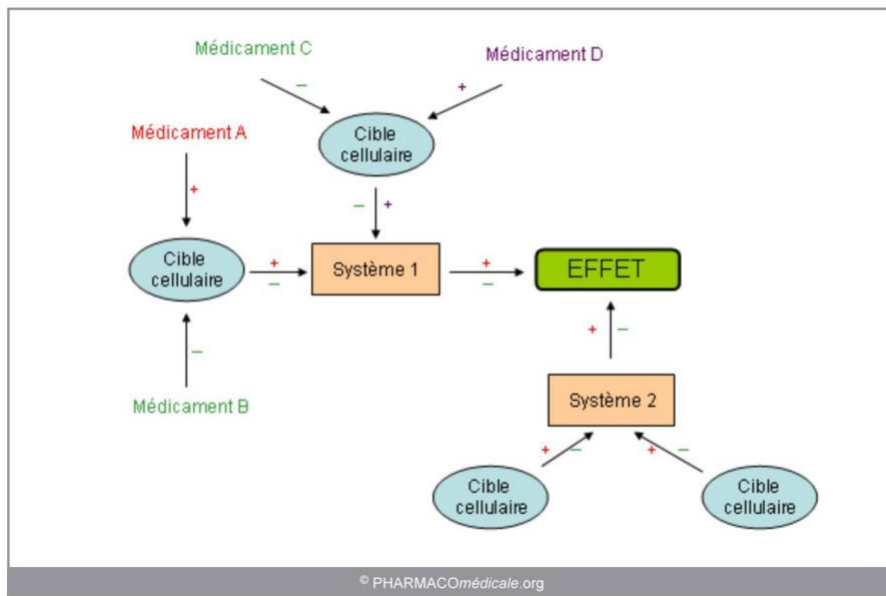 Médicament C
Médicament D
–
+
Cible
cellulaire
Médicament A
+
– +
Cible
cellulaire
+
–
Système 1
+
–
EFFET
–
+ –
Médicament B
Système 2
+ –
+ –
Cible
cellulaire
Cible
cellulaire
© PHARMACOmédicale.org